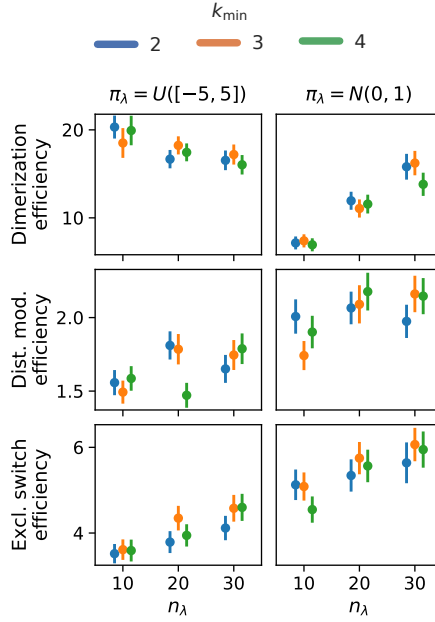 k_min
2 3 4
π_λ = U([−5, 5]) π_λ = N(0, 1)
Dimerization
efficiency
20
10
Dist. mod.
efficiency
2.0
1.5
Excl. switch
efficiency
6
4
10 20 30 10 20 30
n_λ n_λ